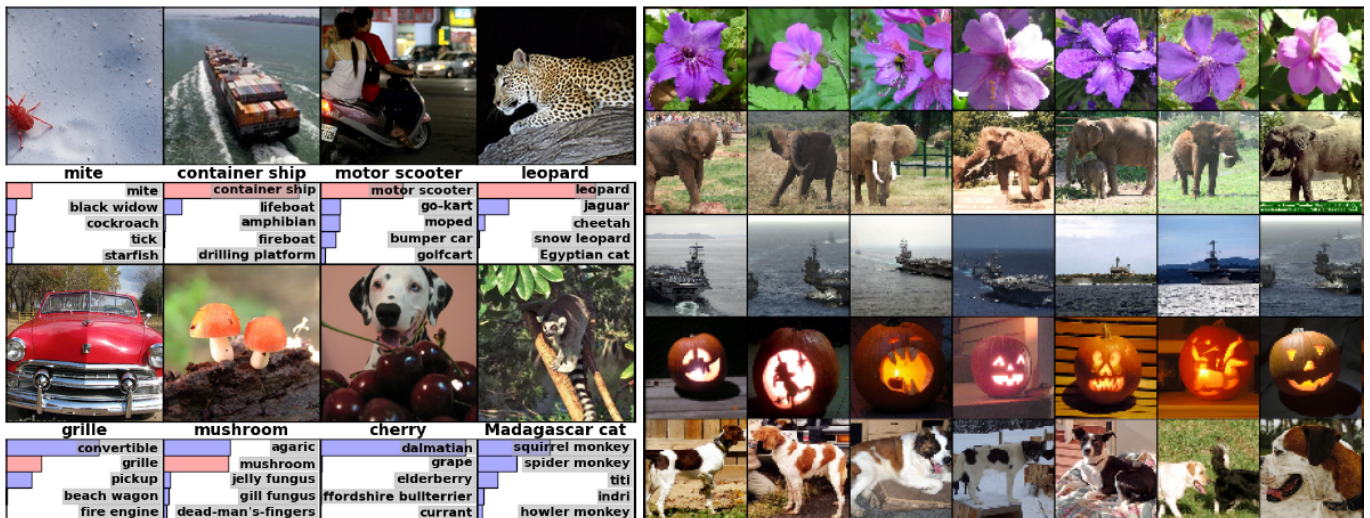 mite
container ship
motor scooter
leopard
mite
black widow
cockroach
tick
starfish
container ship
lifeboat
amphibian
fireboat
drilling platform
motor scooter
go-kart
moped
bumper car
golfcart
leopard
jaguar
cheetah
snow leopard
Egyptian cat
grille
mushroom
cherry
Madagascar cat
convertible
grille
pickup
beach wagon
fire engine
agaric
mushroom
jelly fungus
gill fungus
dead-man's-fingers
dalmatian
grape
elderberry
ffordshire bullterrier
currant
squirrel monkey
spider monkey
titi
indri
howler monkey